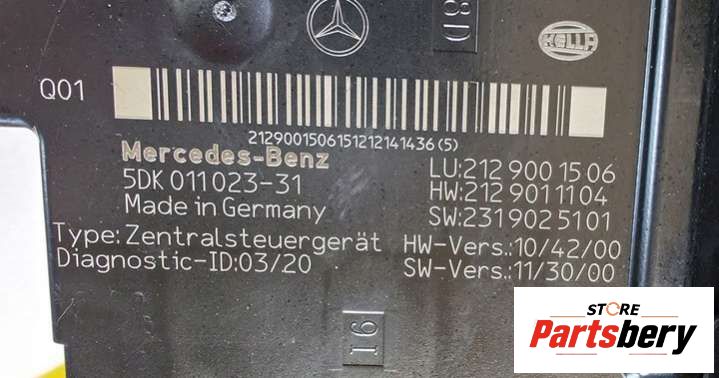 8D
HELLA
Q01
2129001506151212141436(5)
Mercedes-Benz
5DK 011 023-31
Made in Germany
Type: Zentralsteuergerät
Diagnostic-ID:03/20
LU:212 900 15 06
HW:212 901 11 04
SW:231 902 51 01
HW-Vers.:10/42/00
SW-Vers.:11/30/00
16
STORE
Partsbery